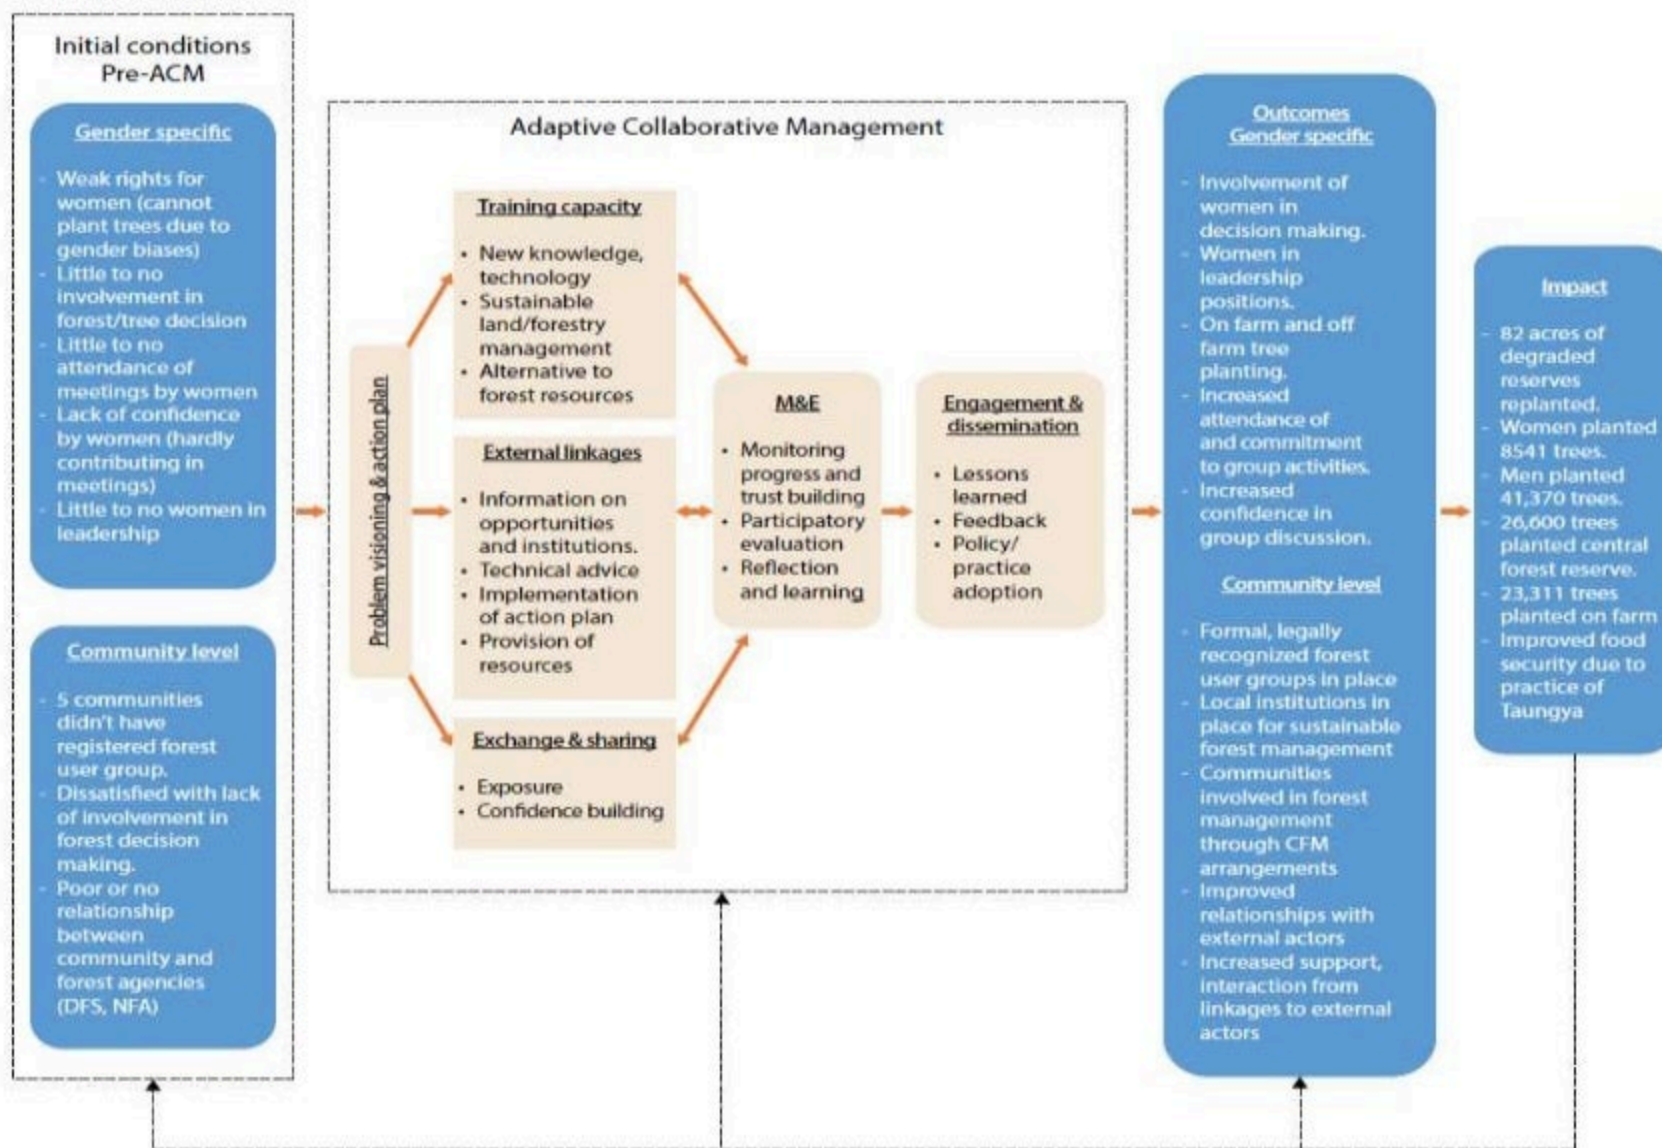 Initial conditions
Pre-ACM
Gender specific
- Weak rights for
women (cannot
plant trees due to
gender biases)
- Little to no
involvement in
forest/tree decision
- Little to no
attendance of
meetings by women
- Lack of confidence
by women (hardly
contributing in
meetings)
- Little to no women in
leadership
Community level
- 5 communities
didn't have
registered forest
user group.
- Dissatisfied with lack
of involvement in
forest decision
making.
- Poor or no
relationship
between
community and
forest agencies
(DFS, NFA)
Adaptive Collaborative Management
Problem visioning & action plan
Training capacity
• New knowledge,
technology
• Sustainable
land/forestry
management
• Alternative to
forest resources
External linkages
• Information on
opportunities
and institutions.
• Technical advice
• Implementation
of action plan
• Provision of
resources
Exchange & sharing
• Exposure
• Confidence building
M&E
• Monitoring
progress and
trust building
• Participatory
evaluation
• Reflection
and learning
Engagement &
dissemination
• Lessons
learned
• Feedback
• Policy/
practice
adoption
Outcomes
Gender specific
- Involvement of
women in
decision making.
- Women in
leadership
positions.
- On farm and off
farm tree
planting.
- Increased
attendance of
and commitment
to group activities.
- Increased
confidence in
group discussion.
Community level
- Formal, legally
recognized forest
user groups in place
- Local institutions in
place for sustainable
forest management
- Communities
involved in forest
management
through CFM
arrangements
- Improved
relationships with
external actors
- Increased support,
interaction from
linkages to external
actors
Impact
- 82 acres of
degraded
reserves
replanted.
- Women planted
8541 trees.
- Men planted
41,370 trees.
- 26,600 trees
planted central
forest reserve.
- 23,311 trees
planted on farm
- Improved food
security due to
practice of
Taungya